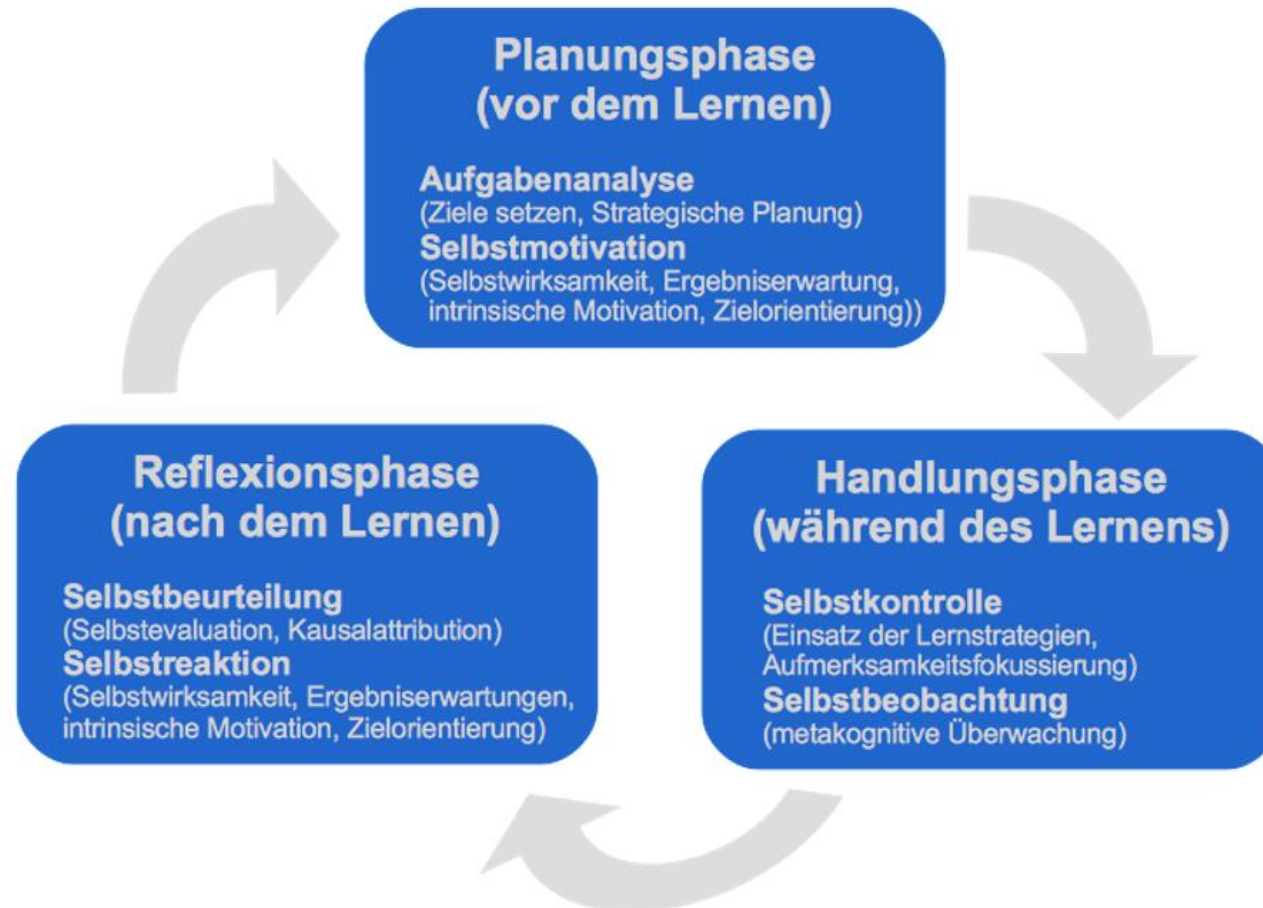 Planungsphase
(vor dem Lernen)
Aufgabenanalyse
(Ziele setzen, Strategische Planung)
Selbstmotivation
(Selbstwirksamkeit, Ergebniserwartung,
intrinsische Motivation, Zielorientierung))
Reflexionsphase
(nach dem Lernen)
Selbstbeurteilung
(Selbstevaluation, Kausalattribution)
Selbstreaktion
(Selbstwirksamkeit, Ergebniserwartungen,
intrinsische Motivation, Zielorientierung)
Handlungsphase
(während des Lernens)
Selbstkontrolle
(Einsatz der Lernstrategien,
Aufmerksamkeitsfokussierung)
Selbstbeobachtung
(metakognitive Überwachung)